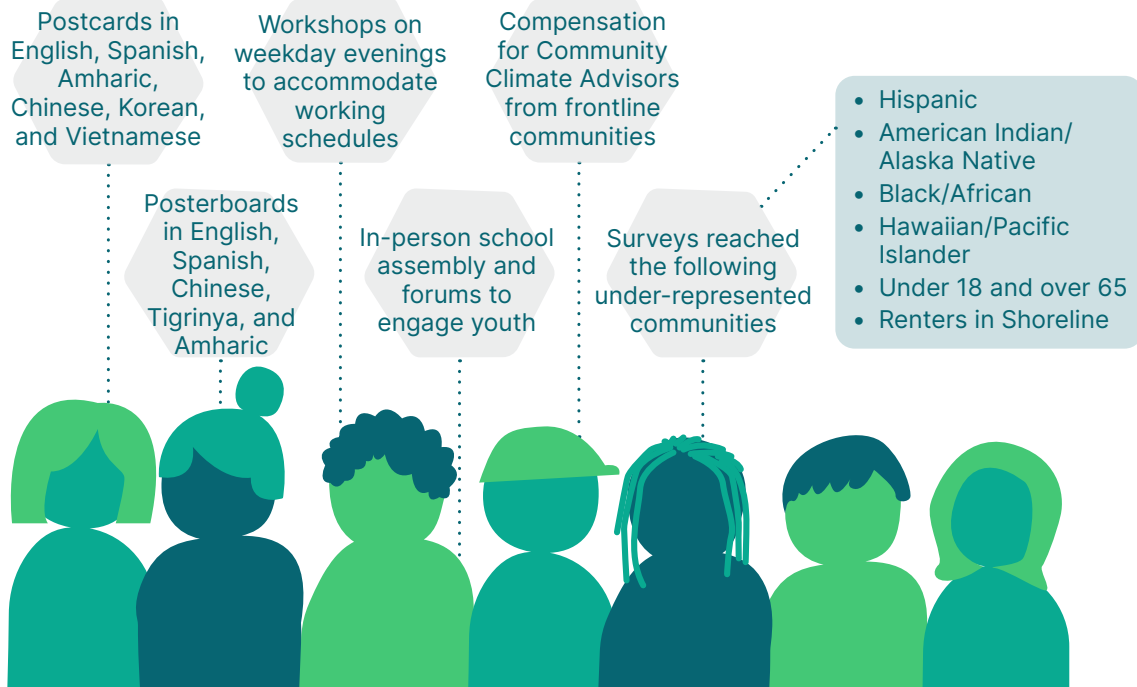 Postcards in
English, Spanish,
Amharic,
Chinese, Korean,
and Vietnamese
Workshops on
weekday evenings
to accommodate
working
schedules
Compensation
for Community
Climate Advisors
from frontline
communities
Posterboards
in English,
Spanish,
Chinese,
Tigrinya, and
Amharic
In-person school
assembly and
forums to
engage youth
Surveys reached
the following
under-represented
communities
• Hispanic
• American Indian/
Alaska Native
• Black/African
• Hawaiian/Pacific
Islander
• Under 18 and over 65
• Renters in Shoreline